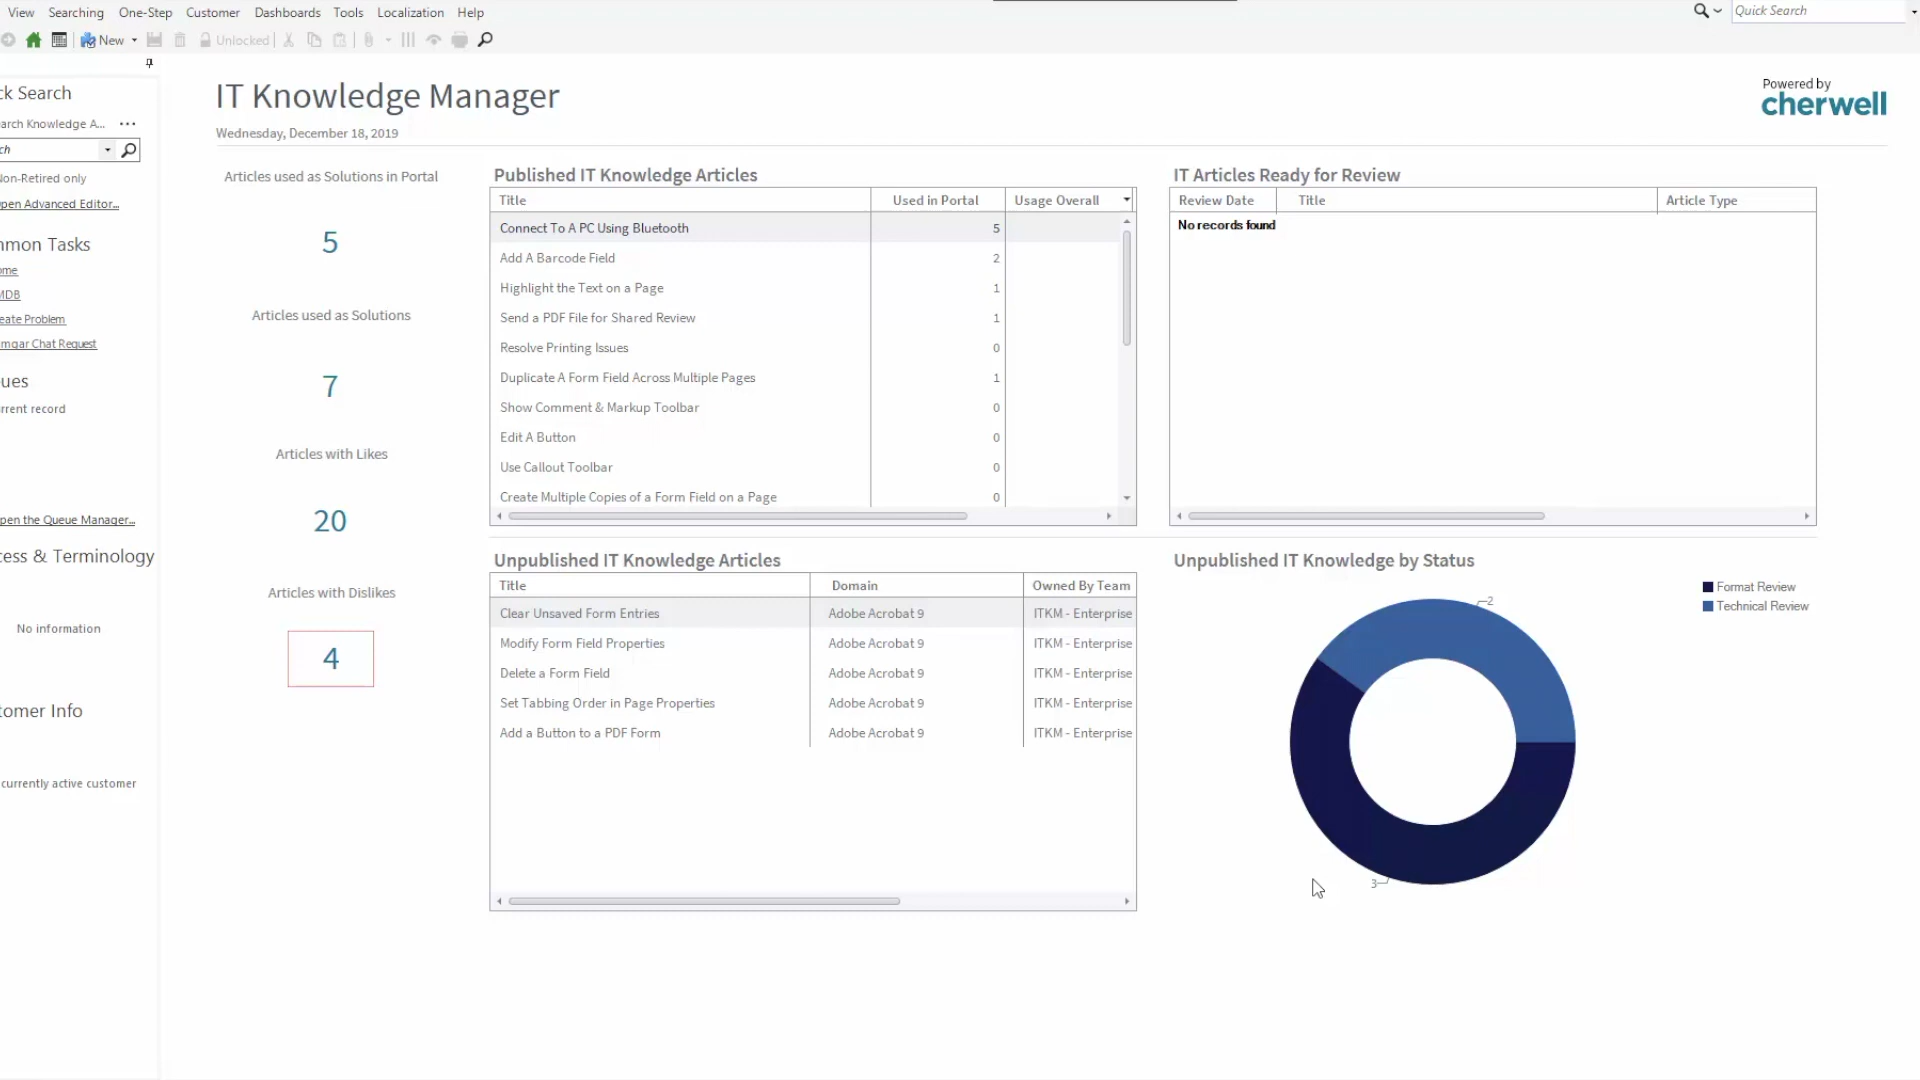 View Searching One-Step Customer Dashboards Tools Localization Help
Quick Search
New
Unlocked
ck Search
arch Knowledge A... ...
ch
Non-Retired only
pen Advanced Editor...
mmon Tasks
ome
MDB
eate Problem
omgar Chat Request
ues
rrent record
pen the Queue Manager...
cess & Terminology
No information
tomer Info
currently active customer
IT Knowledge Manager
Wednesday, December 18, 2019
Powered by
cherwell
Articles used as Solutions in Portal
5
Articles used as Solutions
7
Articles with Likes
20
Articles with Dislikes
4
Published IT Knowledge Articles
Title Used in Portal Usage Overall
Connect To A PC Using Bluetooth 5
Add A Barcode Field 2
Highlight the Text on a Page 1
Send a PDF File for Shared Review 1
Resolve Printing Issues 0
Duplicate A Form Field Across Multiple Pages 1
Show Comment & Markup Toolbar 0
Edit A Button 0
Use Callout Toolbar 0
Create Multiple Copies of a Form Field on a Page 0
IT Articles Ready for Review
Review Date Title Article Type
No records found
Unpublished IT Knowledge Articles
Title Domain Owned By Team
Clear Unsaved Form Entries Adobe Acrobat 9 ITKM - Enterprise
Modify Form Field Properties Adobe Acrobat 9 ITKM - Enterprise
Delete a Form Field Adobe Acrobat 9 ITKM - Enterprise
Set Tabbing Order in Page Properties Adobe Acrobat 9 ITKM - Enterprise
Add a Button to a PDF Form Adobe Acrobat 9 ITKM - Enterprise
Unpublished IT Knowledge by Status
Format Review
Technical Review
2
3